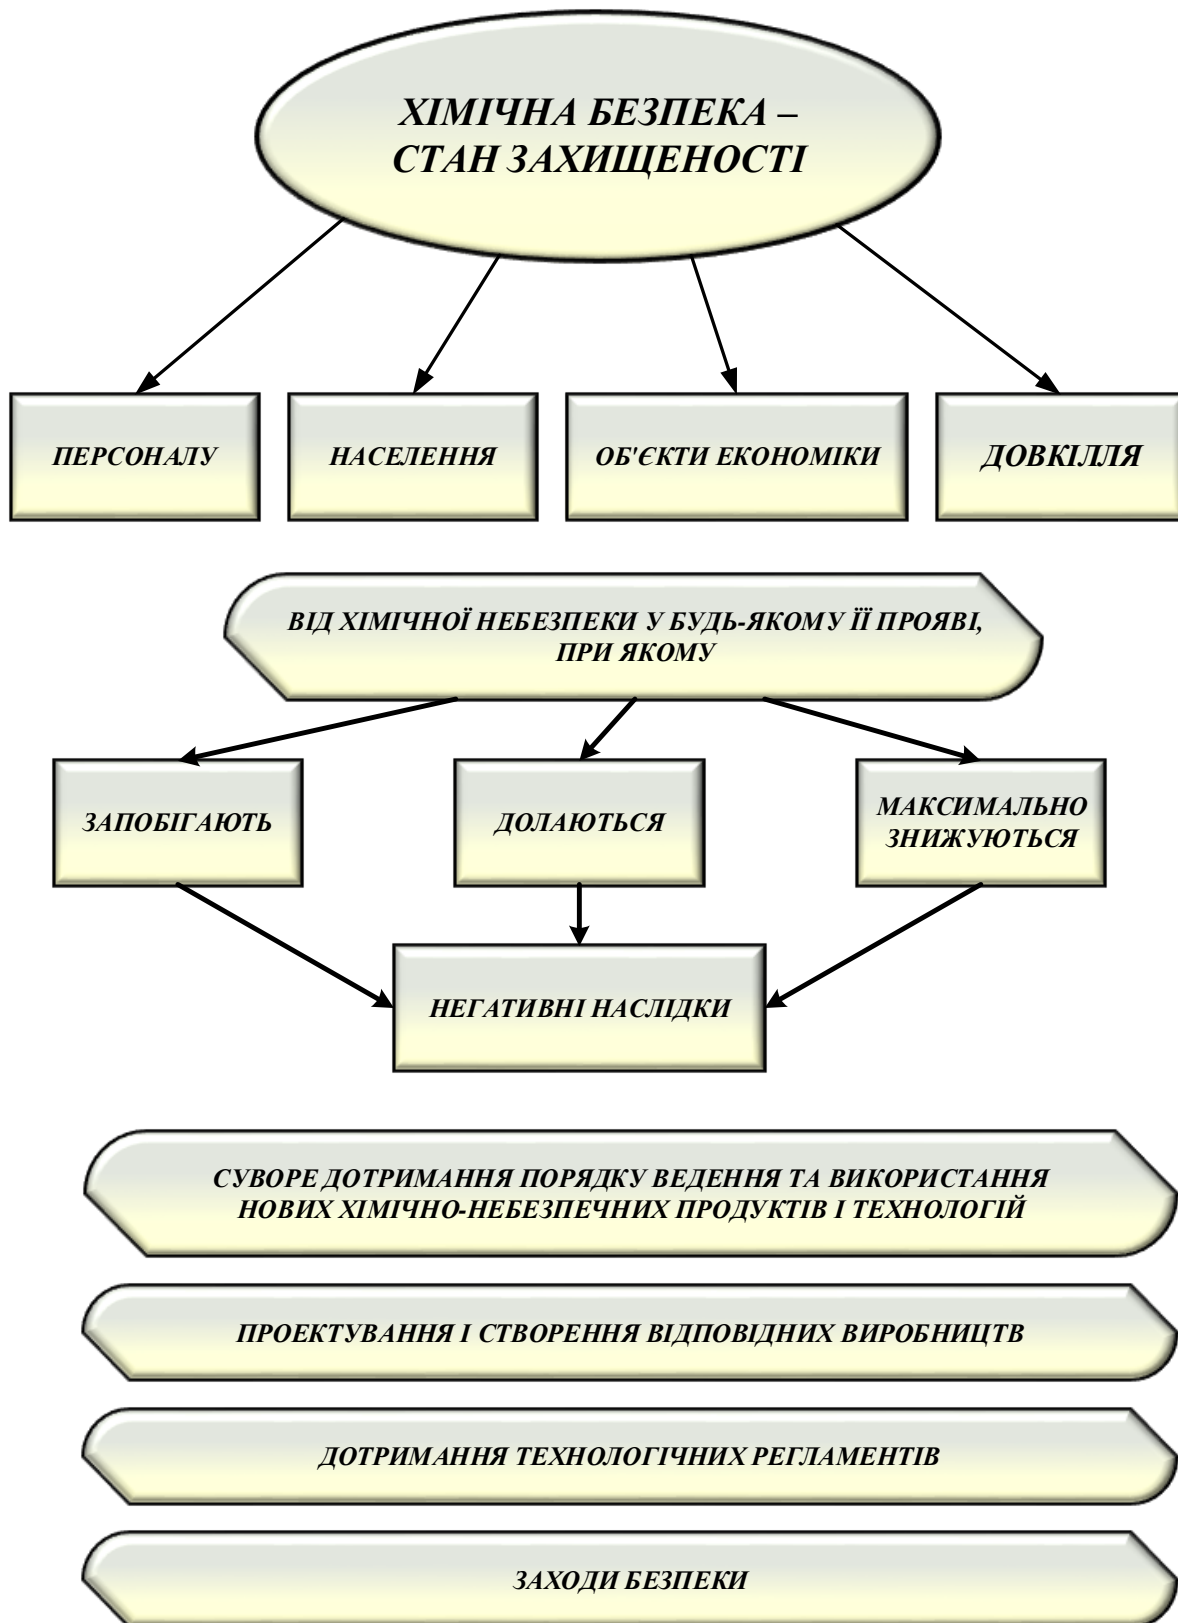 ХІМІЧНА БЕЗПЕКА –
СТАН ЗАХИЩЕНОСТІ
ПЕРСОНАЛУ
НАСЕЛЕННЯ
ОБ'ЄКТИ ЕКОНОМІКИ
ДОВКІЛЛЯ
ВІД ХІМІЧНОЇ НЕБЕЗПЕКИ У БУДЬ-ЯКОМУ ЇЇ ПРОЯВІ,
ПРИ ЯКОМУ
ЗАПОБІГАЮТЬ
ДОЛАЮТЬСЯ
МАКСИМАЛЬНО
ЗНИЖУЮТЬСЯ
НЕГАТИВНІ НАСЛІДКИ
СУВОРЕ ДОТРИМАННЯ ПОРЯДКУ ВЕДЕННЯ ТА ВИКОРИСТАННЯ
НОВИХ ХІМІЧНО-НЕБЕЗПЕЧНИХ ПРОДУКТІВ І ТЕХНОЛОГІЙ
ПРОЕКТУВАННЯ І СТВОРЕННЯ ВІДПОВІДНИХ ВИРОБНИЦТВ
ДОТРИМАННЯ ТЕХНОЛОГІЧНИХ РЕГЛАМЕНТІВ
ЗАХОДИ БЕЗПЕКИ